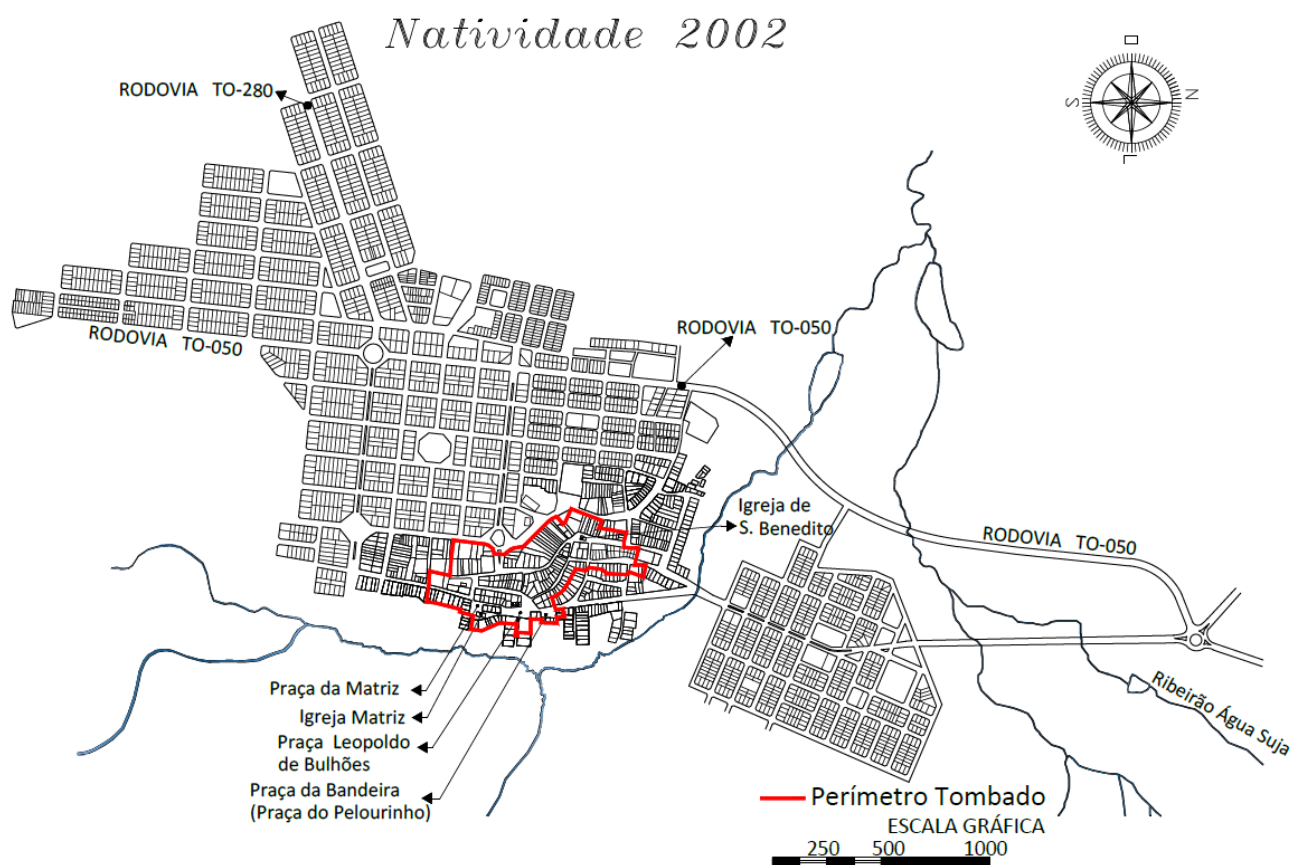 Natividade 2002
RODOVIA TO-280
O
S
N
L
RODOVIA TO-050
RODOVIA TO-050
Igreja de
S. Benedito
RODOVIA TO-050
Praça da Matriz
Igreja Matriz
Praça Leopoldo
de Bulhões
Praça da Bandeira
(Praça do Pelourinho)
Ribeirão Água Suja
Perímetro Tombado
ESCALA GRÁFICA
250 500 1000